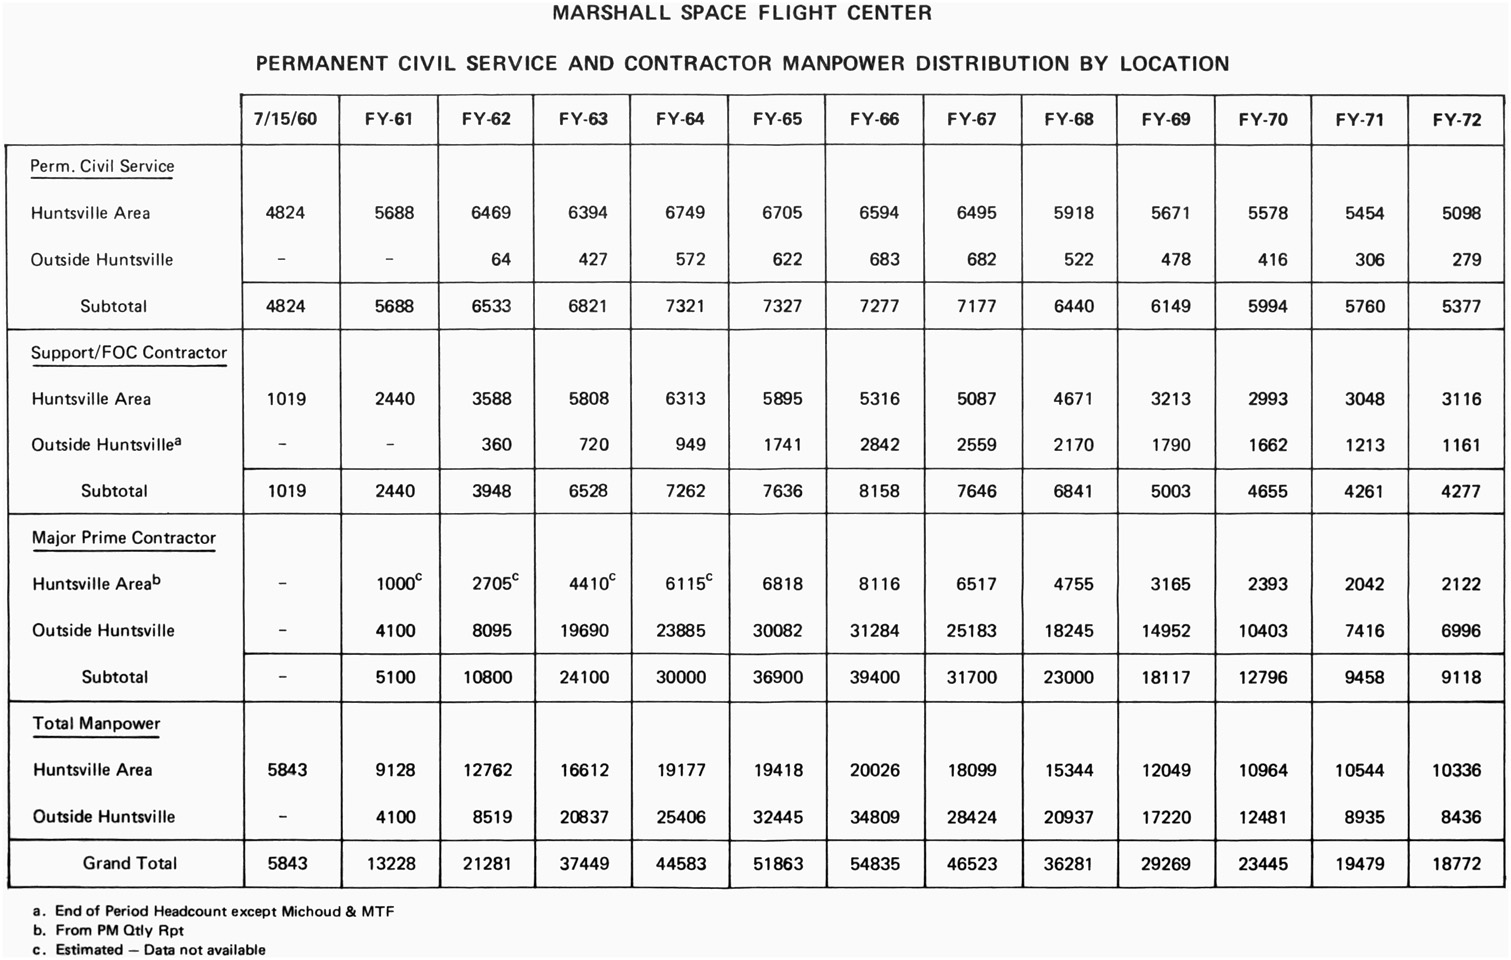 MARSHALL SPACE FLIGHT CENTER
PERMANENT CIVIL SERVICE AND CONTRACTOR MANPOWER DISTRIBUTION BY LOCATION
7/15/60 FY-61 FY-62 FY-63 FY-64 FY-65 FY-66 FY-67 FY-68 FY-69 FY-70 FY-71 FY-72
Perm. Civil Service
Huntsville Area 4824 5688 6469 6394 6749 6705 6594 6495 5918 5671 5578 5454 5098
Outside Huntsville – – 64 427 572 622 683 682 522 478 416 306 279
Subtotal 4824 5688 6533 6821 7321 7327 7277 7177 6440 6149 5994 5760 5377
Support/FOC Contractor
Huntsville Area 1019 2440 3588 5808 6313 5895 5316 5087 4671 3213 2993 3048 3116
Outside Huntsvilleᵃ – – 360 720 949 1741 2842 2559 2170 1790 1662 1213 1161
Subtotal 1019 2440 3948 6528 7262 7636 8158 7646 6841 5003 4655 4261 4277
Major Prime Contractor
Huntsville Areaᵇ – 1000ᶜ 2705ᶜ 4410ᶜ 6115ᶜ 6818 8116 6517 4755 3165 2393 2042 2122
Outside Huntsville – 4100 8095 19690 23885 30082 31284 25183 18245 14952 10403 7416 6996
Subtotal – 5100 10800 24100 30000 36900 39400 31700 23000 18117 12796 9458 9118
Total Manpower
Huntsville Area 5843 9128 12762 16612 19177 19418 20026 18099 15344 12049 10964 10544 10336
Outside Huntsville – 4100 8519 20837 25406 32445 34809 28424 20937 17220 12481 8935 8436
Grand Total 5843 13228 21281 37449 44583 51863 54835 46523 36281 29269 23445 19479 18772
a. End of Period Headcount except Michoud & MTF
b. From PM Qtly Rpt
c. Estimated – Data not available